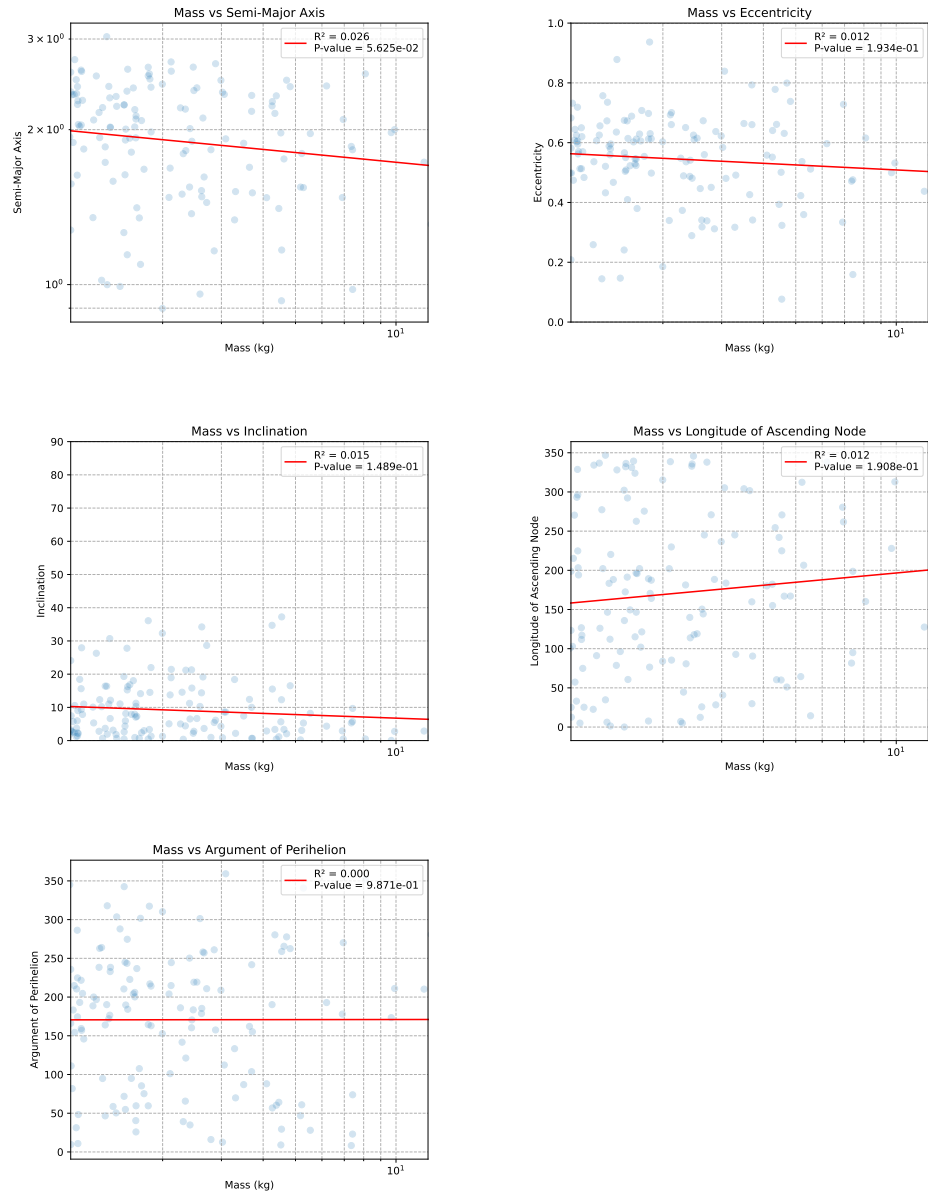 Mass vs Semi-Major Axis
R² = 0.026
P-value = 5.625e-02
3 × 10⁰
2 × 10⁰
10⁰
Semi-Major Axis
10¹
Mass (kg)
Mass vs Eccentricity
R² = 0.012
P-value = 1.934e-01
1.0
0.8
0.6
0.4
0.2
0.0
Eccentricity
10¹
Mass (kg)
Mass vs Inclination
R² = 0.015
P-value = 1.489e-01
90
80
70
60
50
40
30
20
10
0
Inclination
10¹
Mass (kg)
Mass vs Longitude of Ascending Node
R² = 0.012
P-value = 1.908e-01
350
300
250
200
150
100
50
0
Longitude of Ascending Node
10¹
Mass (kg)
Mass vs Argument of Perihelion
R² = 0.000
P-value = 9.871e-01
350
300
250
200
150
100
50
0
Argument of Perihelion
10¹
Mass (kg)